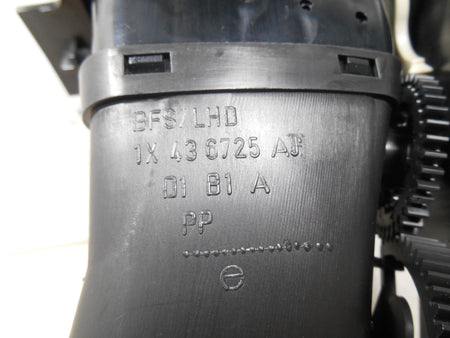 BFS/LHD
1X 43 6725 AJ
D1 B1 A
PP